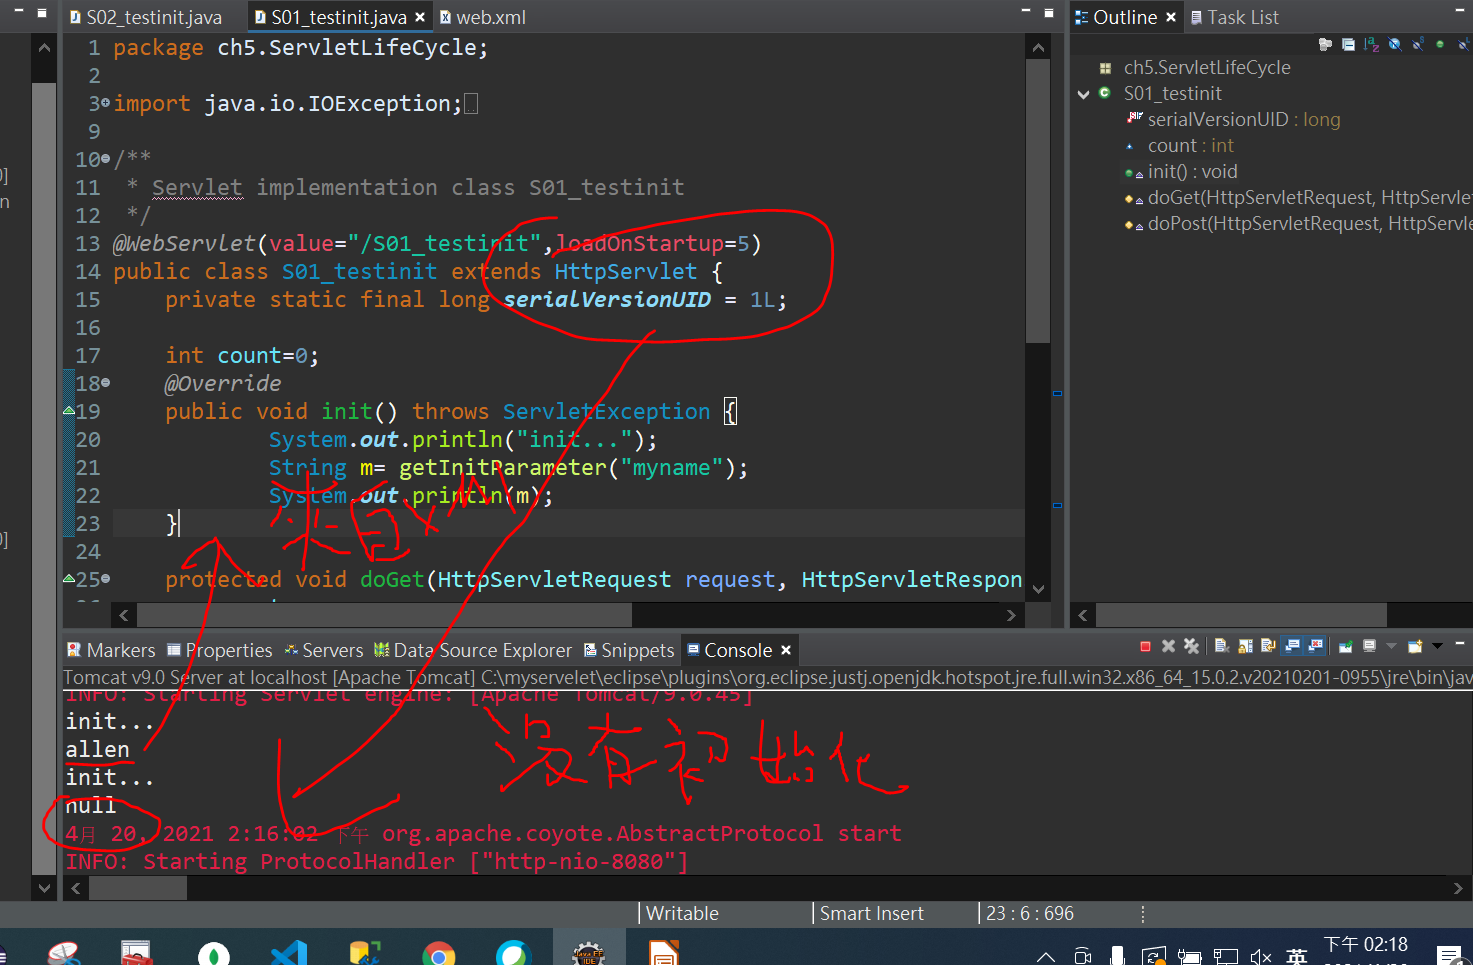 S02_testinit.java S01_testinit.java web.xml
Outline Task List
1 package ch5.ServletLifeCycle;
2
3 import java.io.IOException;
9
10 /**
11 * Servlet implementation class S01_testinit
12 */
13 @WebServlet(value="/S01_testinit",loadOnStartup=5)
14 public class S01_testinit extends HttpServlet {
15 private static final long serialVersionUID = 1L;
16
17 int count=0;
18 @Override
19 public void init() throws ServletException {
20 System.out.println("init...");
21 String m= getInitParameter("myname");
22 System.out.println(m);
23 }
24
25 protected void doGet(HttpServletRequest request, HttpServletRespon
來自xml
ch5.ServletLifeCycle
S01_testinit
serialVersionUID : long
count : int
init() : void
doGet(HttpServletRequest, HttpServlet
doPost(HttpServletRequest, HttpServle
Markers Properties Servers Data Source Explorer Snippets Console
Tomcat v9.0 Server at localhost [Apache Tomcat] C:\myservelet\eclipse\plugins\org.eclipse.justj.openjdk.hotspot.jre.full.win32.x86_64_15.0.2.v20210201-0955\jre\bin\jav
INFO: Starting Servlet engine: [Apache Tomcat/9.0.45]
init...
allen
init...
null
沒有初始化
4月 20, 2021 2:16:02 下午 org.apache.coyote.AbstractProtocol start
INFO: Starting ProtocolHandler ["http-nio-8080"]
Writable Smart Insert 23 : 6 : 696
英 下午 02:18